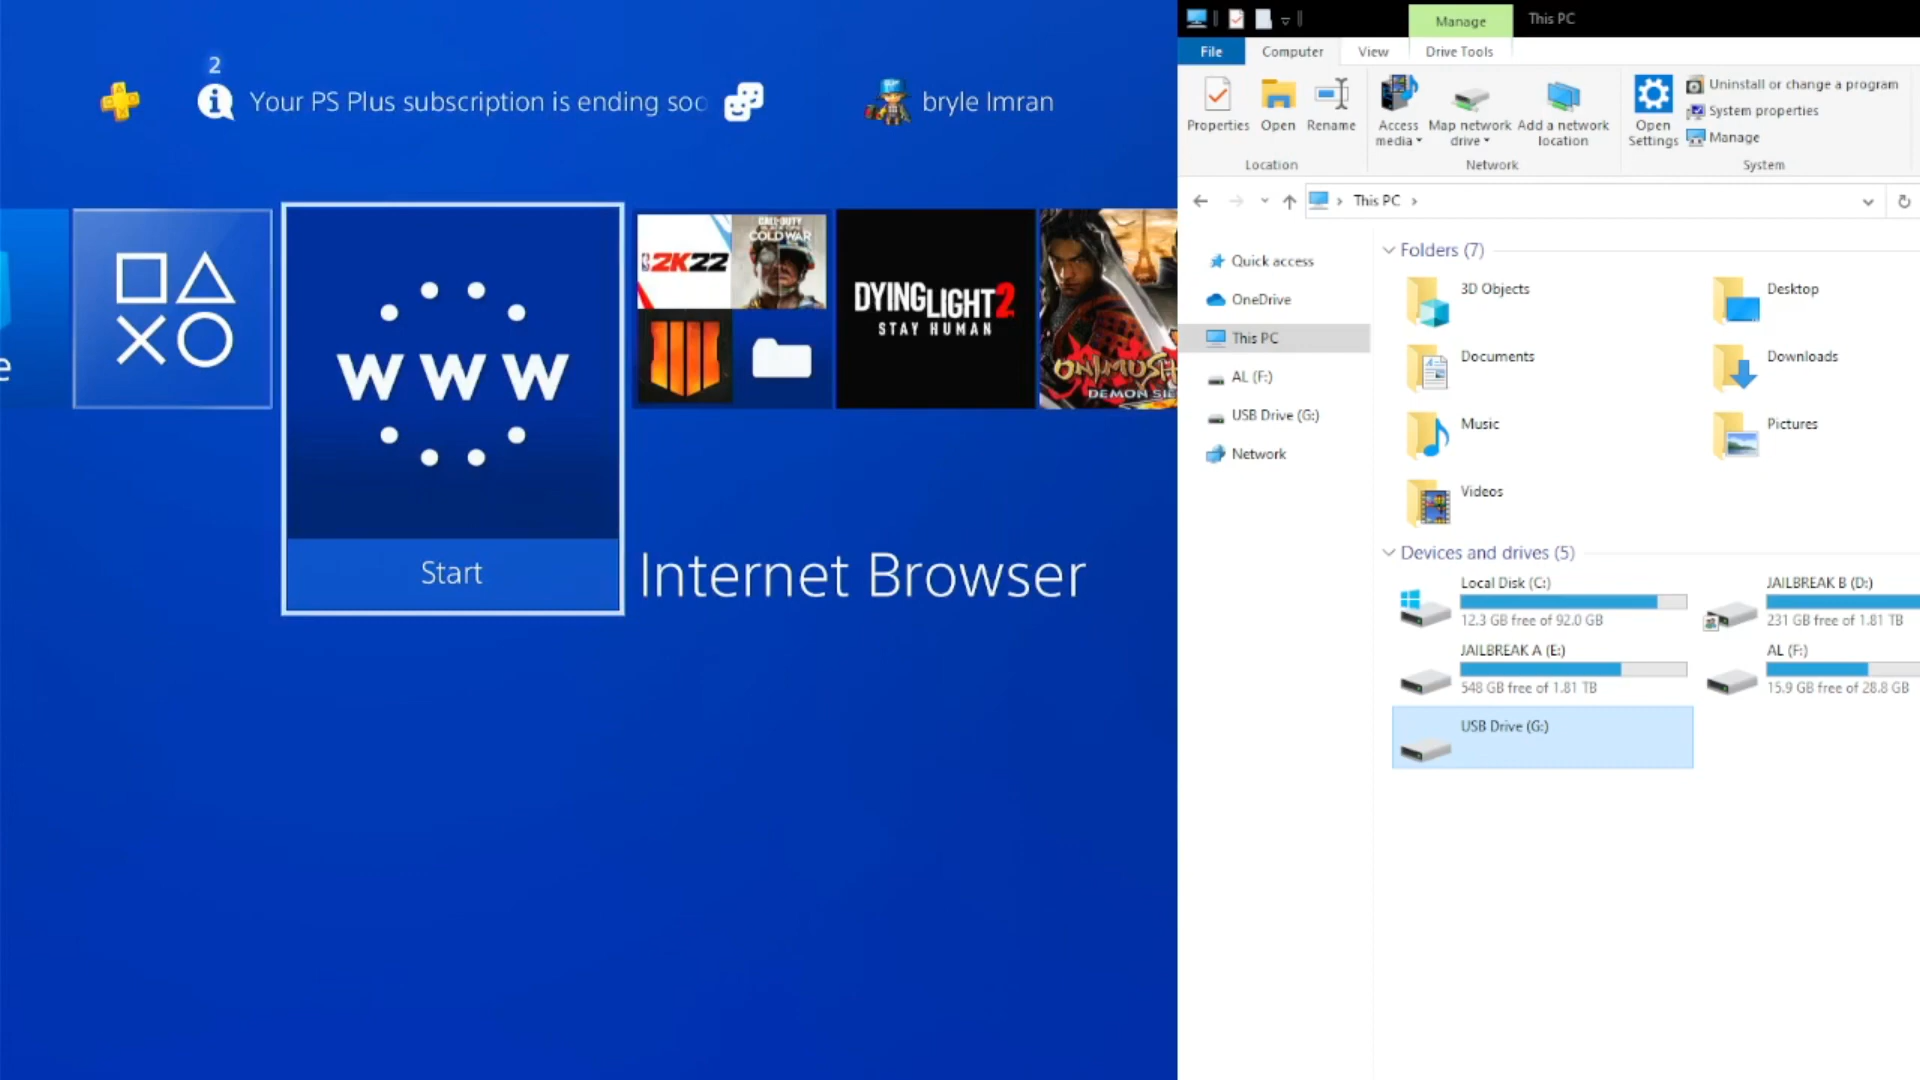 2
Your PS Plus subscription is ending soo
bryle Imran
e
WWW
Start
Internet Browser
2K22
CALL·DUTY
COLD WAR
DYING LIGHT 2
STAY HUMAN
ONIMUSH
DEMON SIE
Manage
This PC
File
Computer
View
Drive Tools
Properties
Open
Rename
Access media
Map network drive
Add a network location
Open Settings
Uninstall or change a program
System properties
Manage
Location
Network
System
This PC
Quick access
OneDrive
This PC
AL (F:)
USB Drive (G:)
Network
Folders (7)
3D Objects
Desktop
Documents
Downloads
Music
Pictures
Videos
Devices and drives (5)
Local Disk (C:)
12.3 GB free of 92.0 GB
JAILBREAK B (D:)
231 GB free of 1.81 TB
JAILBREAK A (E:)
548 GB free of 1.81 TB
AL (F:)
15.9 GB free of 28.8 GB
USB Drive (G:)